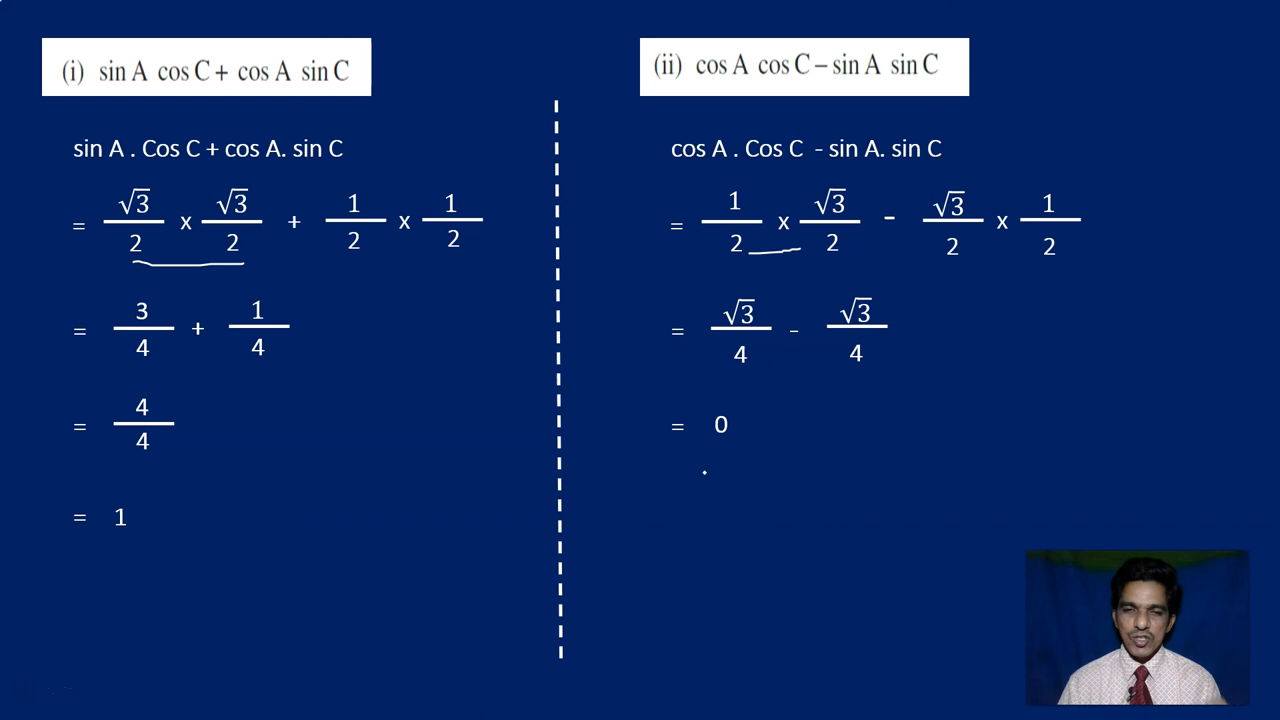 (i) sin A cos C + cos A sin C
sin A . Cos C + cos A. sin C
= √3/2 x √3/2 + 1/2 x 1/2
= 3/4 + 1/4
= 4/4
= 1
(ii) cos A cos C – sin A sin C
cos A . Cos C - sin A. sin C
= 1/2 x √3/2 - √3/2 x 1/2
= √3/4 - √3/4
= 0